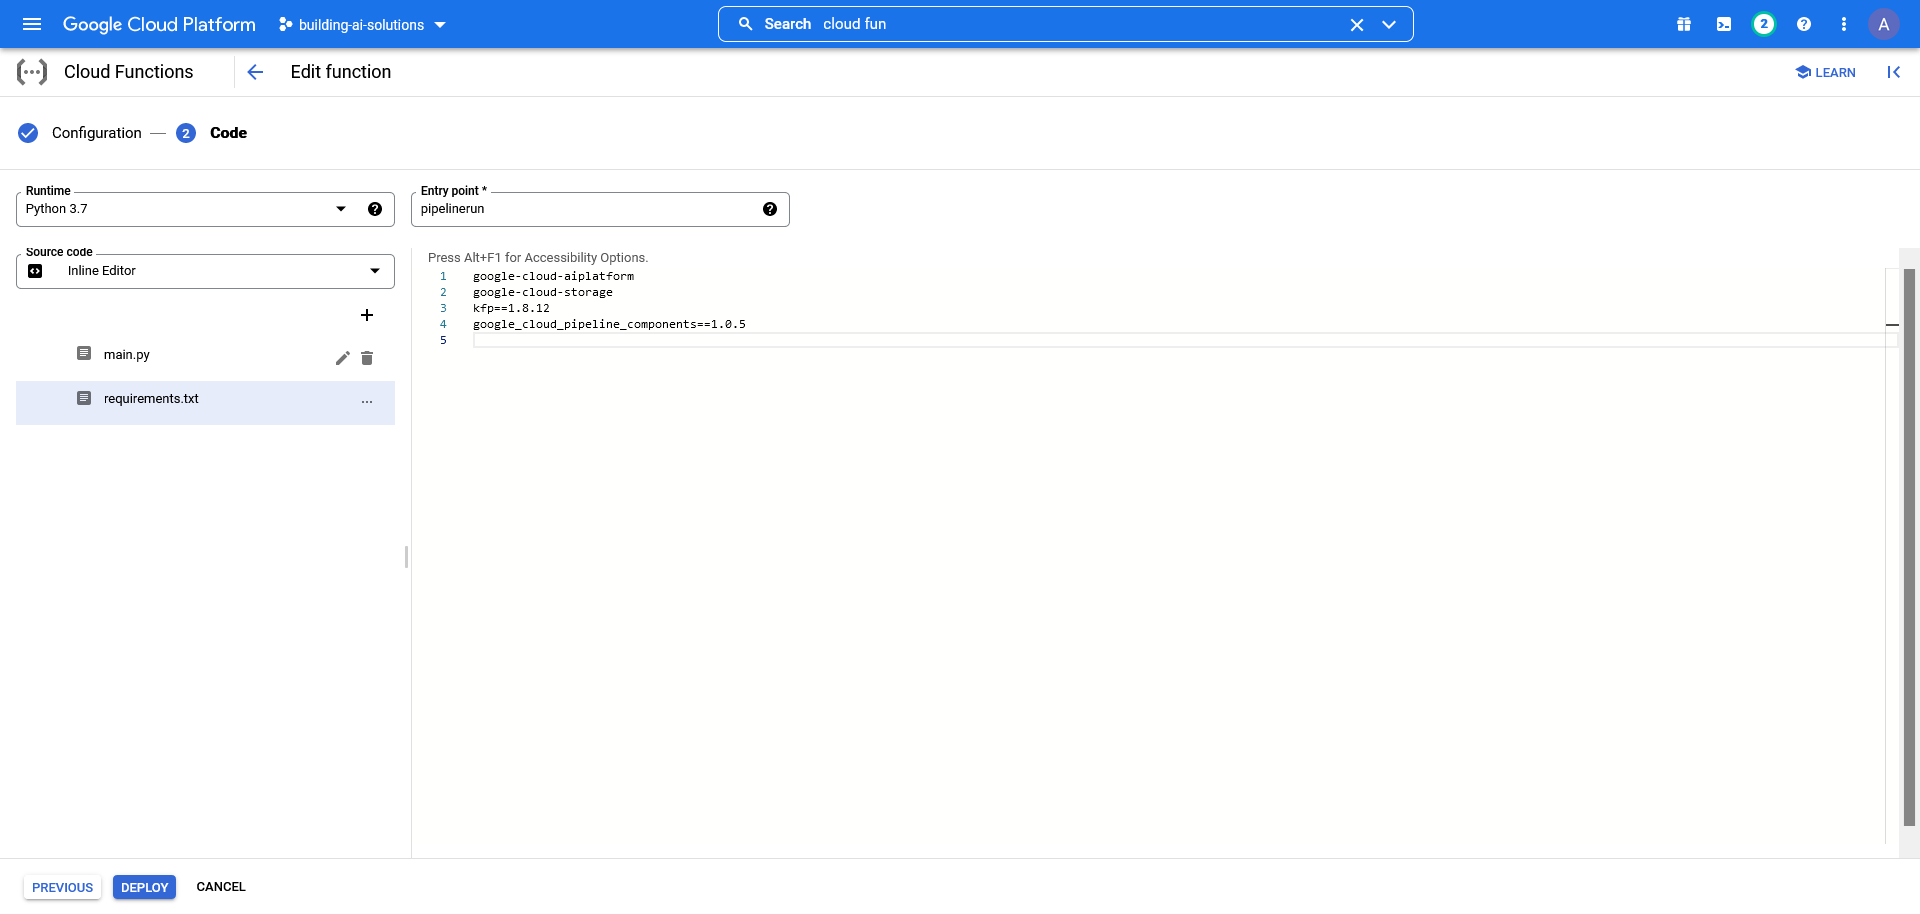 Google Cloud Platform building-ai-solutions Search cloud fun 2 A
Cloud Functions Edit function LEARN
Configuration 2 Code
Runtime
Python 3.7
Entry point *
pipelinerun
Source code
Inline Editor
main.py
requirements.txt ...
Press Alt+F1 for Accessibility Options.
1 google-cloud-aiplatform
2 google-cloud-storage
3 kfp==1.8.12
4 google_cloud_pipeline_components==1.0.5
5
PREVIOUS DEPLOY CANCEL